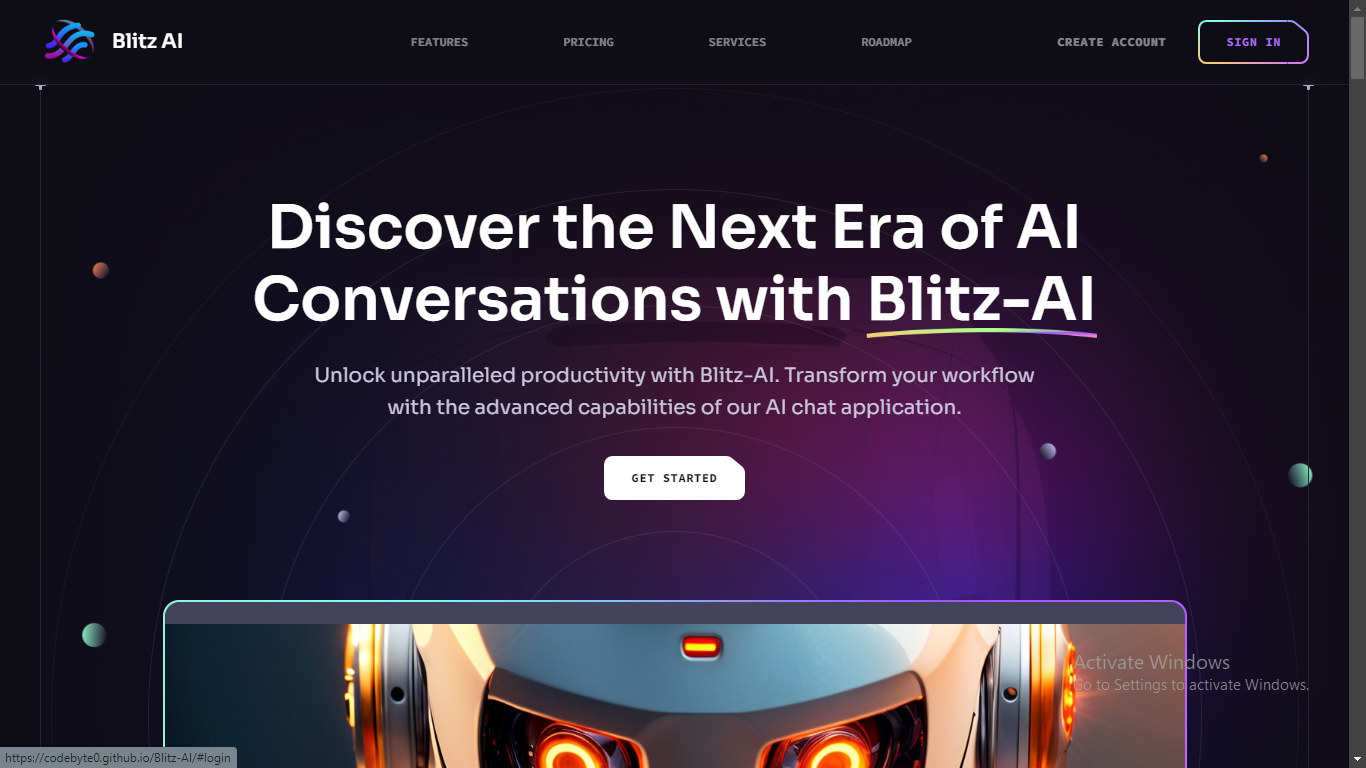 Blitz AI
FEATURES
PRICING
SERVICES
ROADMAP
CREATE ACCOUNT
SIGN IN
Discover the Next Era of AI
Conversations with Blitz-AI
Unlock unparalleled productivity with Blitz-AI. Transform your workflow
with the advanced capabilities of our AI chat application.
GET STARTED
Activate Windows
Go to Settings to activate Windows.
https://codebyte0.github.io/Blitz-AI/#login